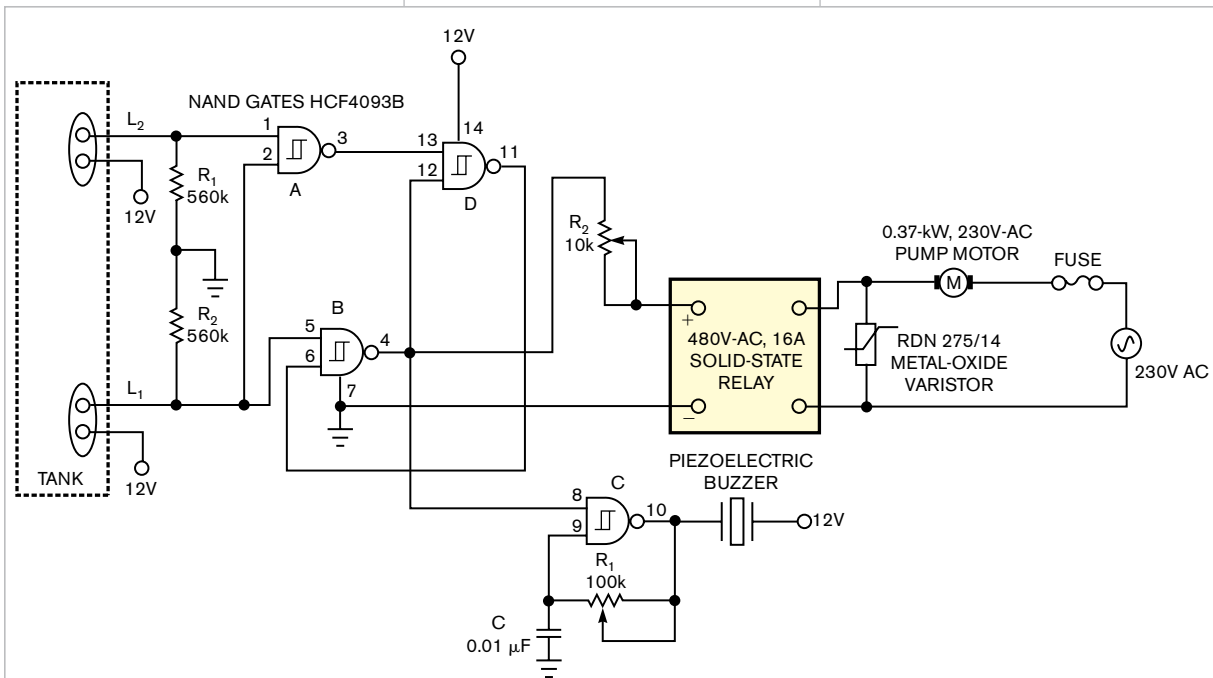 12V
NAND GATES HCF4093B
L2
1
2
3
A
13
12
14
11
D
R1
560k
12V
R2
560k
R2
10k
B
5
6
4
7
L1
12V
TANK
+
480V-AC, 16A
SOLID-STATE
RELAY
–
0.37-kW, 230V-AC
PUMP MOTOR
M
FUSE
RDN 275/14
METAL-OXIDE
VARISTOR
230V AC
PIEZOELECTRIC
BUZZER
C
8
9
10
12V
R1
100k
C
0.01 μF